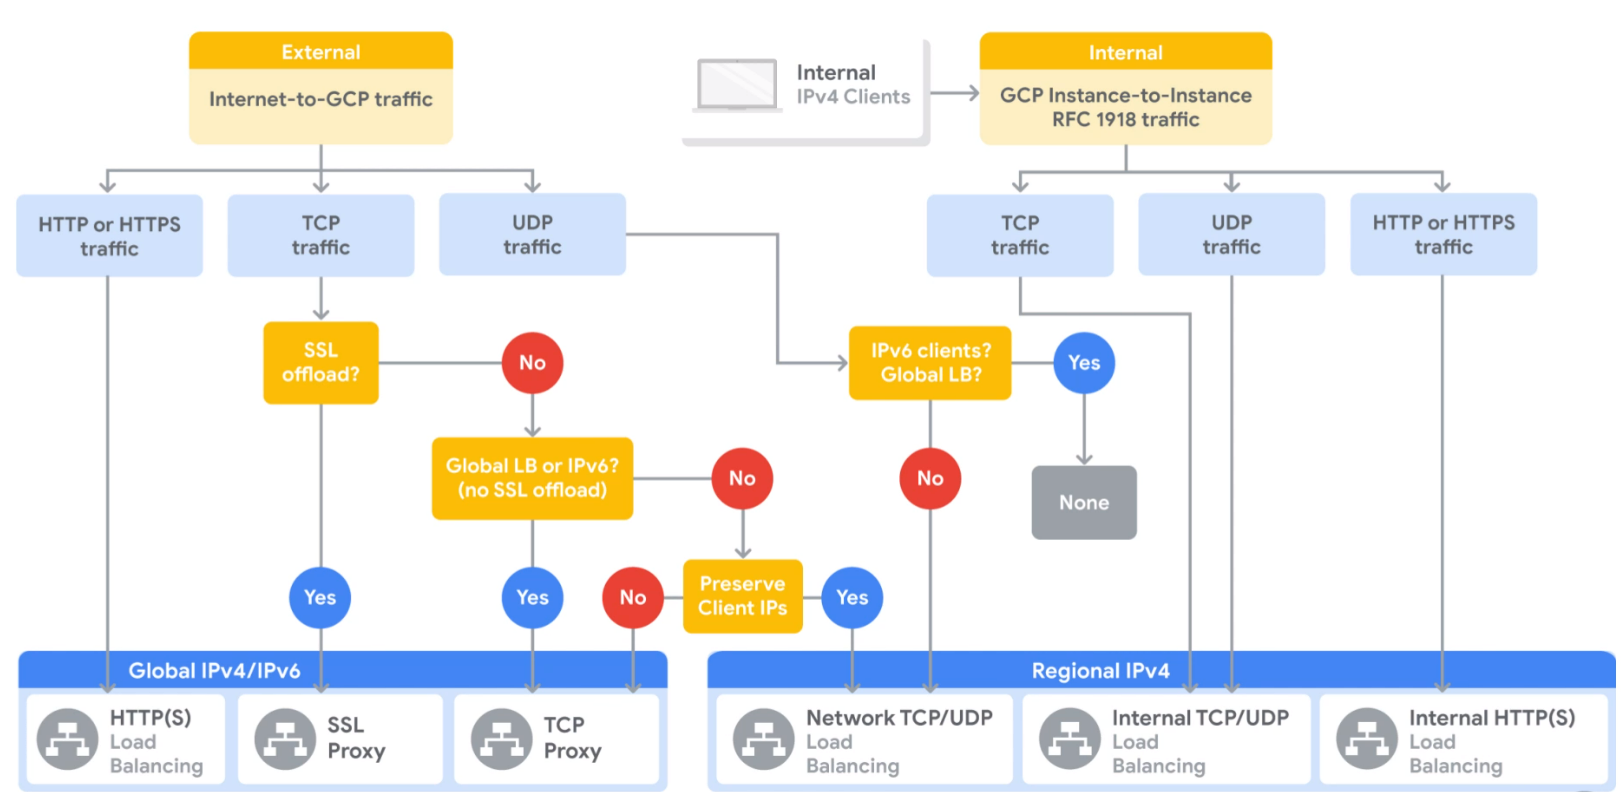 External
Internet-to-GCP traffic
Internal
IPv4 Clients
Internal
GCP Instance-to-Instance
RFC 1918 traffic
HTTP or HTTPS
traffic
TCP
traffic
UDP
traffic
TCP
traffic
UDP
traffic
HTTP or HTTPS
traffic
SSL
offload?
No
IPv6 clients?
Global LB?
Yes
Global LB or IPv6?
(no SSL offload)
No
No
None
Yes
Yes
No
Preserve
Client IPs
Yes
Global IPv4/IPv6
HTTP(S)
Load
Balancing
SSL
Proxy
TCP
Proxy
Regional IPv4
Network TCP/UDP
Load
Balancing
Internal TCP/UDP
Load
Balancing
Internal HTTP(S)
Load
Balancing